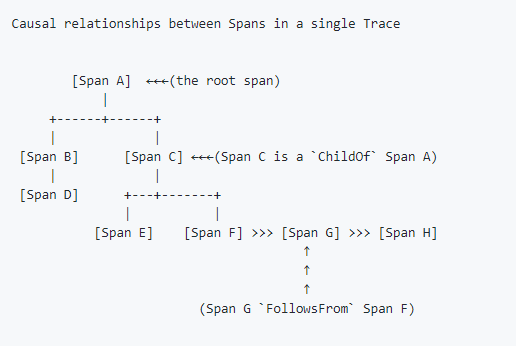 Causal relationships between Spans in a single Trace
[Span A] ←←←(the root span)
|
+------+------+
| |
[Span B] [Span C] ←←←(Span C is a `ChildOf` Span A)
| |
[Span D] +---+-------+
| |
[Span E] [Span F] >>> [Span G] >>> [Span H]
↑
↑
↑
(Span G `FollowsFrom` Span F)